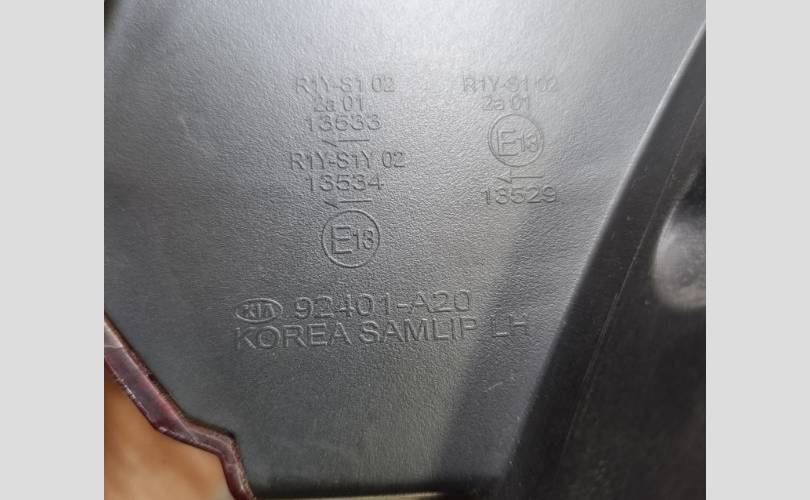 R1Y-S1 02
2a 01
13533
R1Y-S1Y 02
13534
E13
R1Y-S1 02
2a 01
E13
13529
KIA 92401-A20
KOREA SAMLIP LH